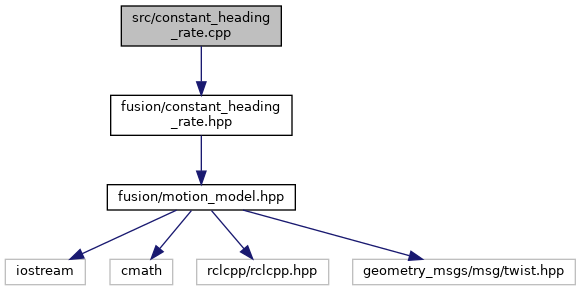 src/constant_heading
_rate.cpp
fusion/constant_heading
_rate.hpp
fusion/motion_model.hpp
iostream
cmath
rclcpp/rclcpp.hpp
geometry_msgs/msg/twist.hpp